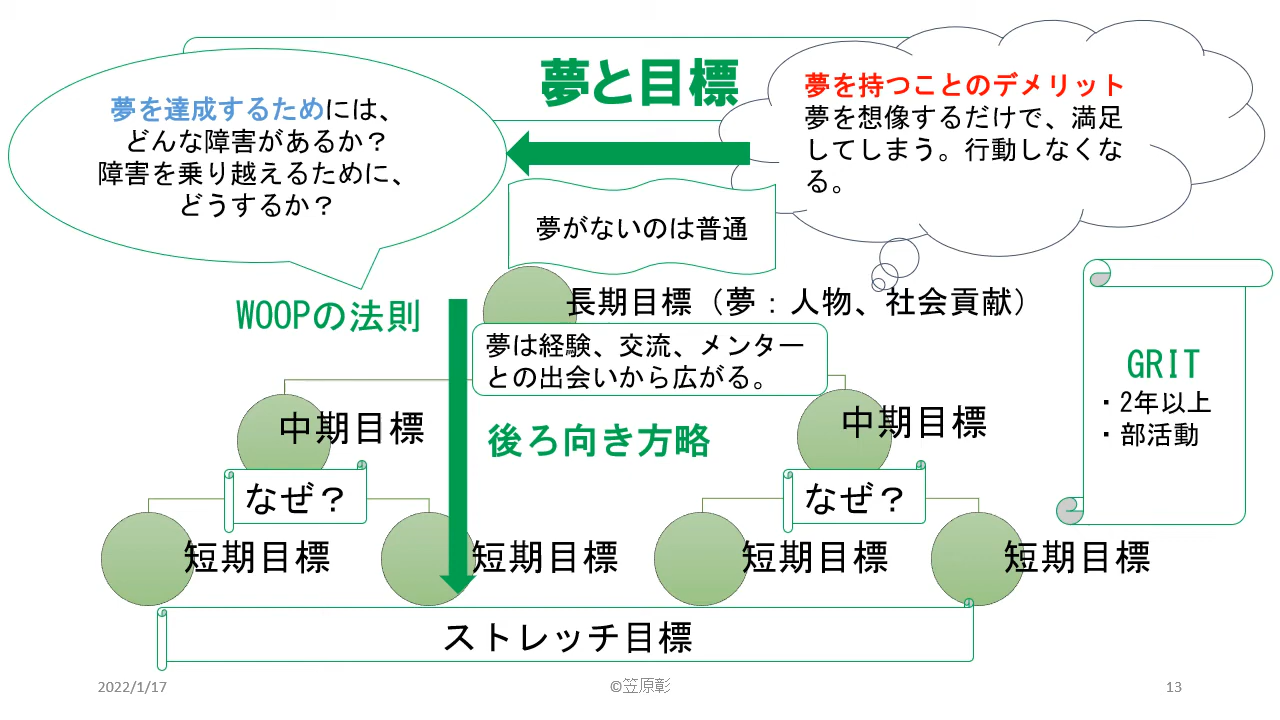 夢と目標
夢を達成するためには、
どんな障害があるか？
障害を乗り越えるために、
どうするか？
夢を持つことのデメリット
夢を想像するだけで、満足
してしまう。行動しなくな
る。
夢がないのは普通
WOOPの法則
長期目標（夢：人物、社会貢献）
夢は経験、交流、メンター
との出会いから広がる。
GRIT
・2年以上
・部活動
中期目標
後ろ向き方略
中期目標
なぜ？
なぜ？
短期目標
短期目標
短期目標
短期目標
ストレッチ目標
2022/1/17
©笠原彰
13